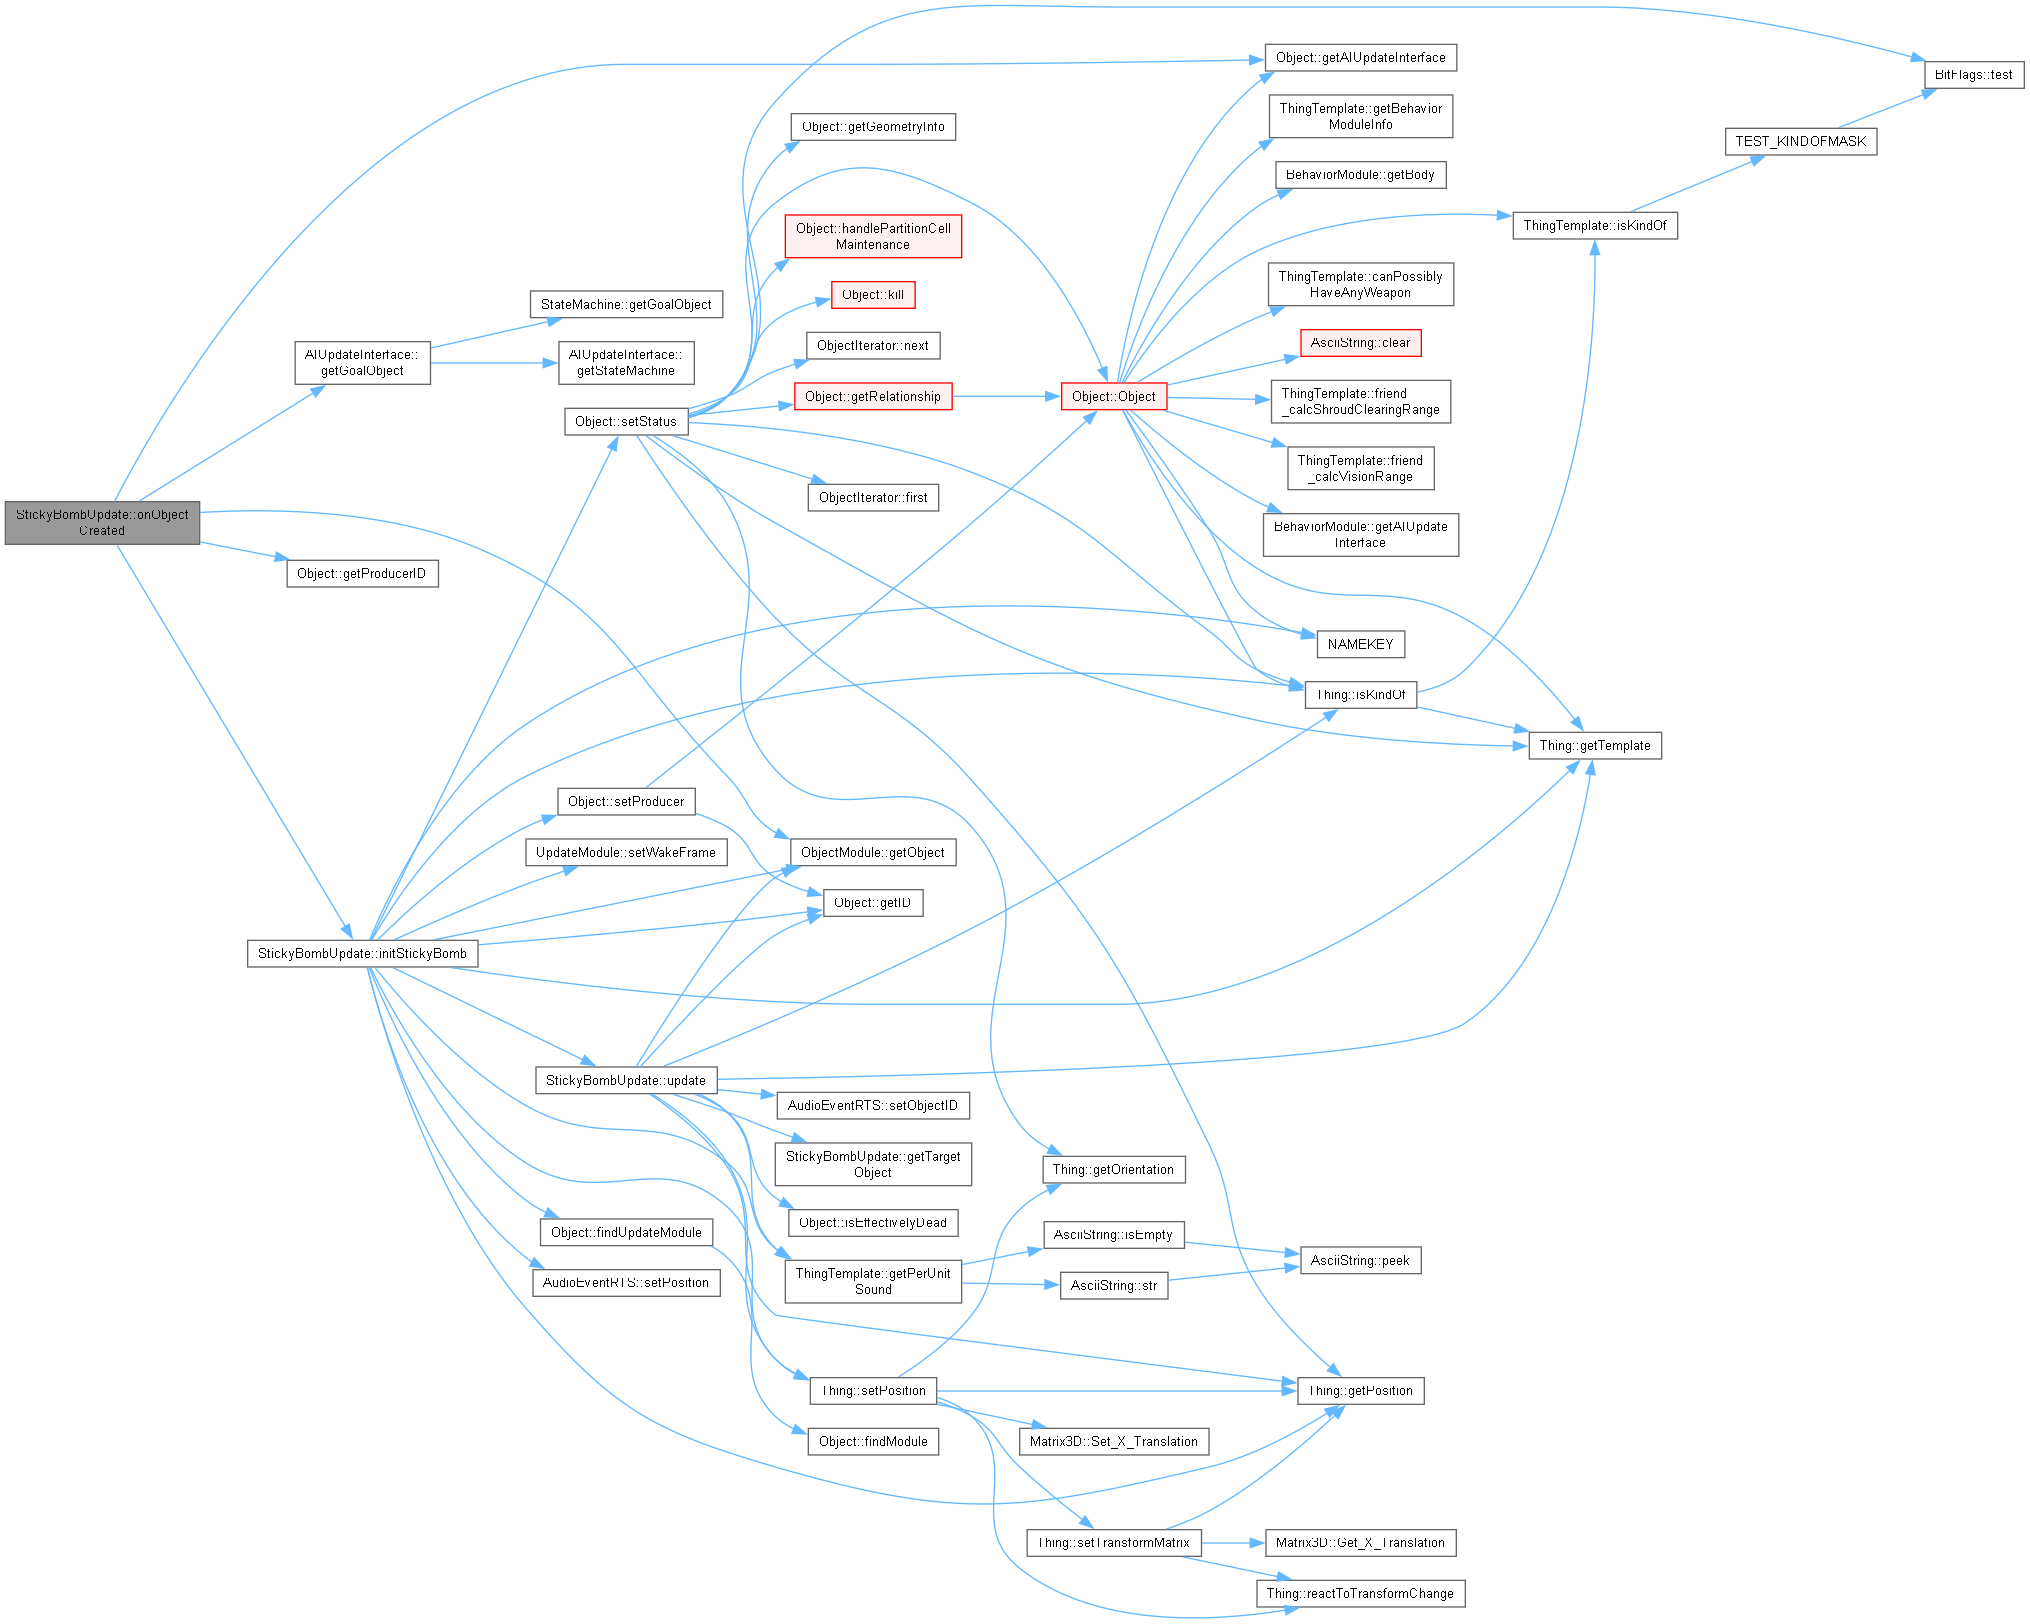 StickyBombUpdate::onObject
Created
AIUpdateInterface::
getGoalObject
Object::getProducerID
StickyBombUpdate::initStickyBomb
StateMachine::getGoalObject
AIUpdateInterface::
getStateMachine
Object::setStatus
Object::setProducer
UpdateModule::setWakeFrame
StickyBombUpdate::update
Object::findUpdateModule
AudioEventRTS::setPosition
Object::getGeometryInfo
Object::handlePartitionCell
Maintenance
Object::kill
ObjectIterator::next
Object::getRelationship
ObjectIterator::first
ObjectModule::getObject
Object::getID
AudioEventRTS::setObjectID
StickyBombUpdate::getTarget
Object
Object::isEffectivelyDead
ThingTemplate::getPerUnit
Sound
Thing::setPosition
Object::findModule
Object::Object
Thing::getOrientation
AsciiString::isEmpty
AsciiString::str
Matrix3D::Set_X_Translation
Thing::setTransformMatrix
Object::getAIUpdateInterface
ThingTemplate::getBehavior
ModuleInfo
BehaviorModule::getBody
ThingTemplate::canPossibly
HaveAnyWeapon
AsciiString::clear
ThingTemplate::friend
_calcShroudClearingRange
ThingTemplate::friend
_calcVisionRange
BehaviorModule::getAIUpdate
Interface
NAMEKEY
Thing::isKindOf
AsciiString::peek
Thing::getPosition
Matrix3D::Get_X_Translation
Thing::reactToTransformChange
ThingTemplate::isKindOf
Thing::getTemplate
TEST_KINDOFMASK
BitFlags::test